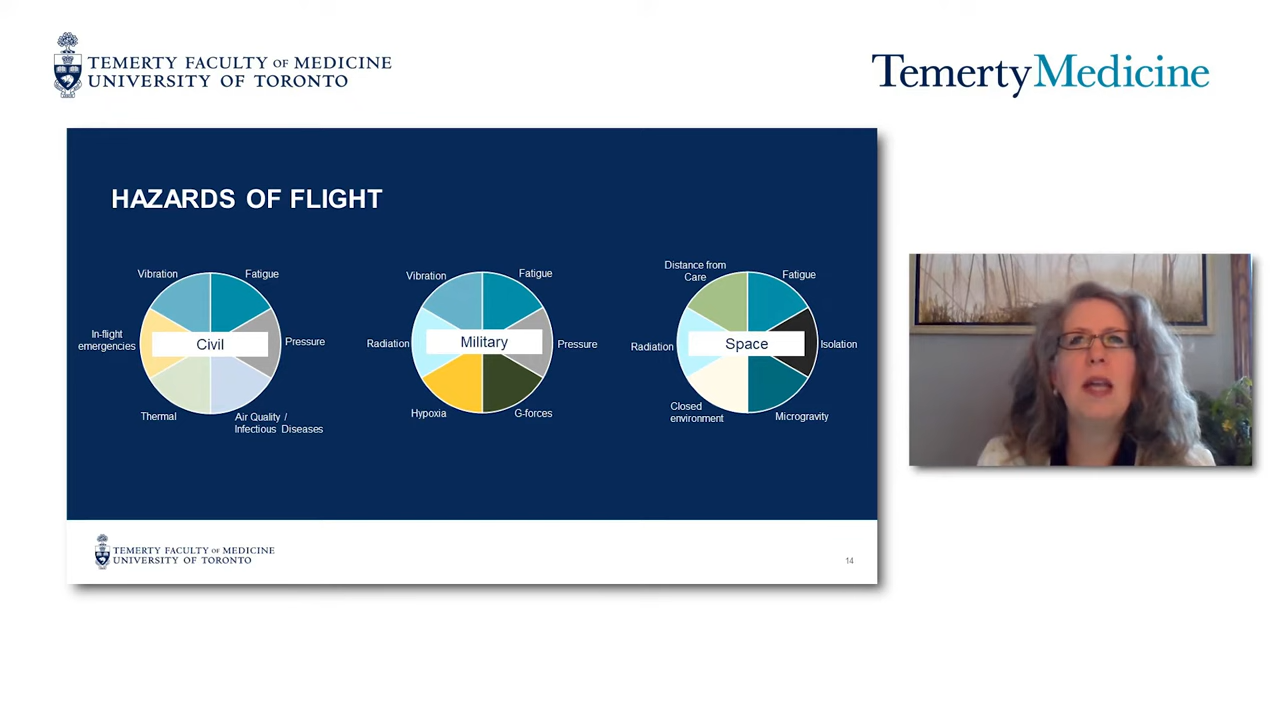 TEMERTY FACULTY OF MEDICINE
UNIVERSITY OF TORONTO
TemertyMedicine
HAZARDS OF FLIGHT
Vibration
Fatigue
In-flight
emergencies
Civil
Pressure
Thermal
Air Quality /
Infectious Diseases
Vibration
Fatigue
Radiation
Military
Pressure
Hypoxia
G-forces
Distance from
Care
Fatigue
Radiation
Space
Isolation
Closed
environment
Microgravity
TEMERTY FACULTY OF MEDICINE
UNIVERSITY OF TORONTO
14